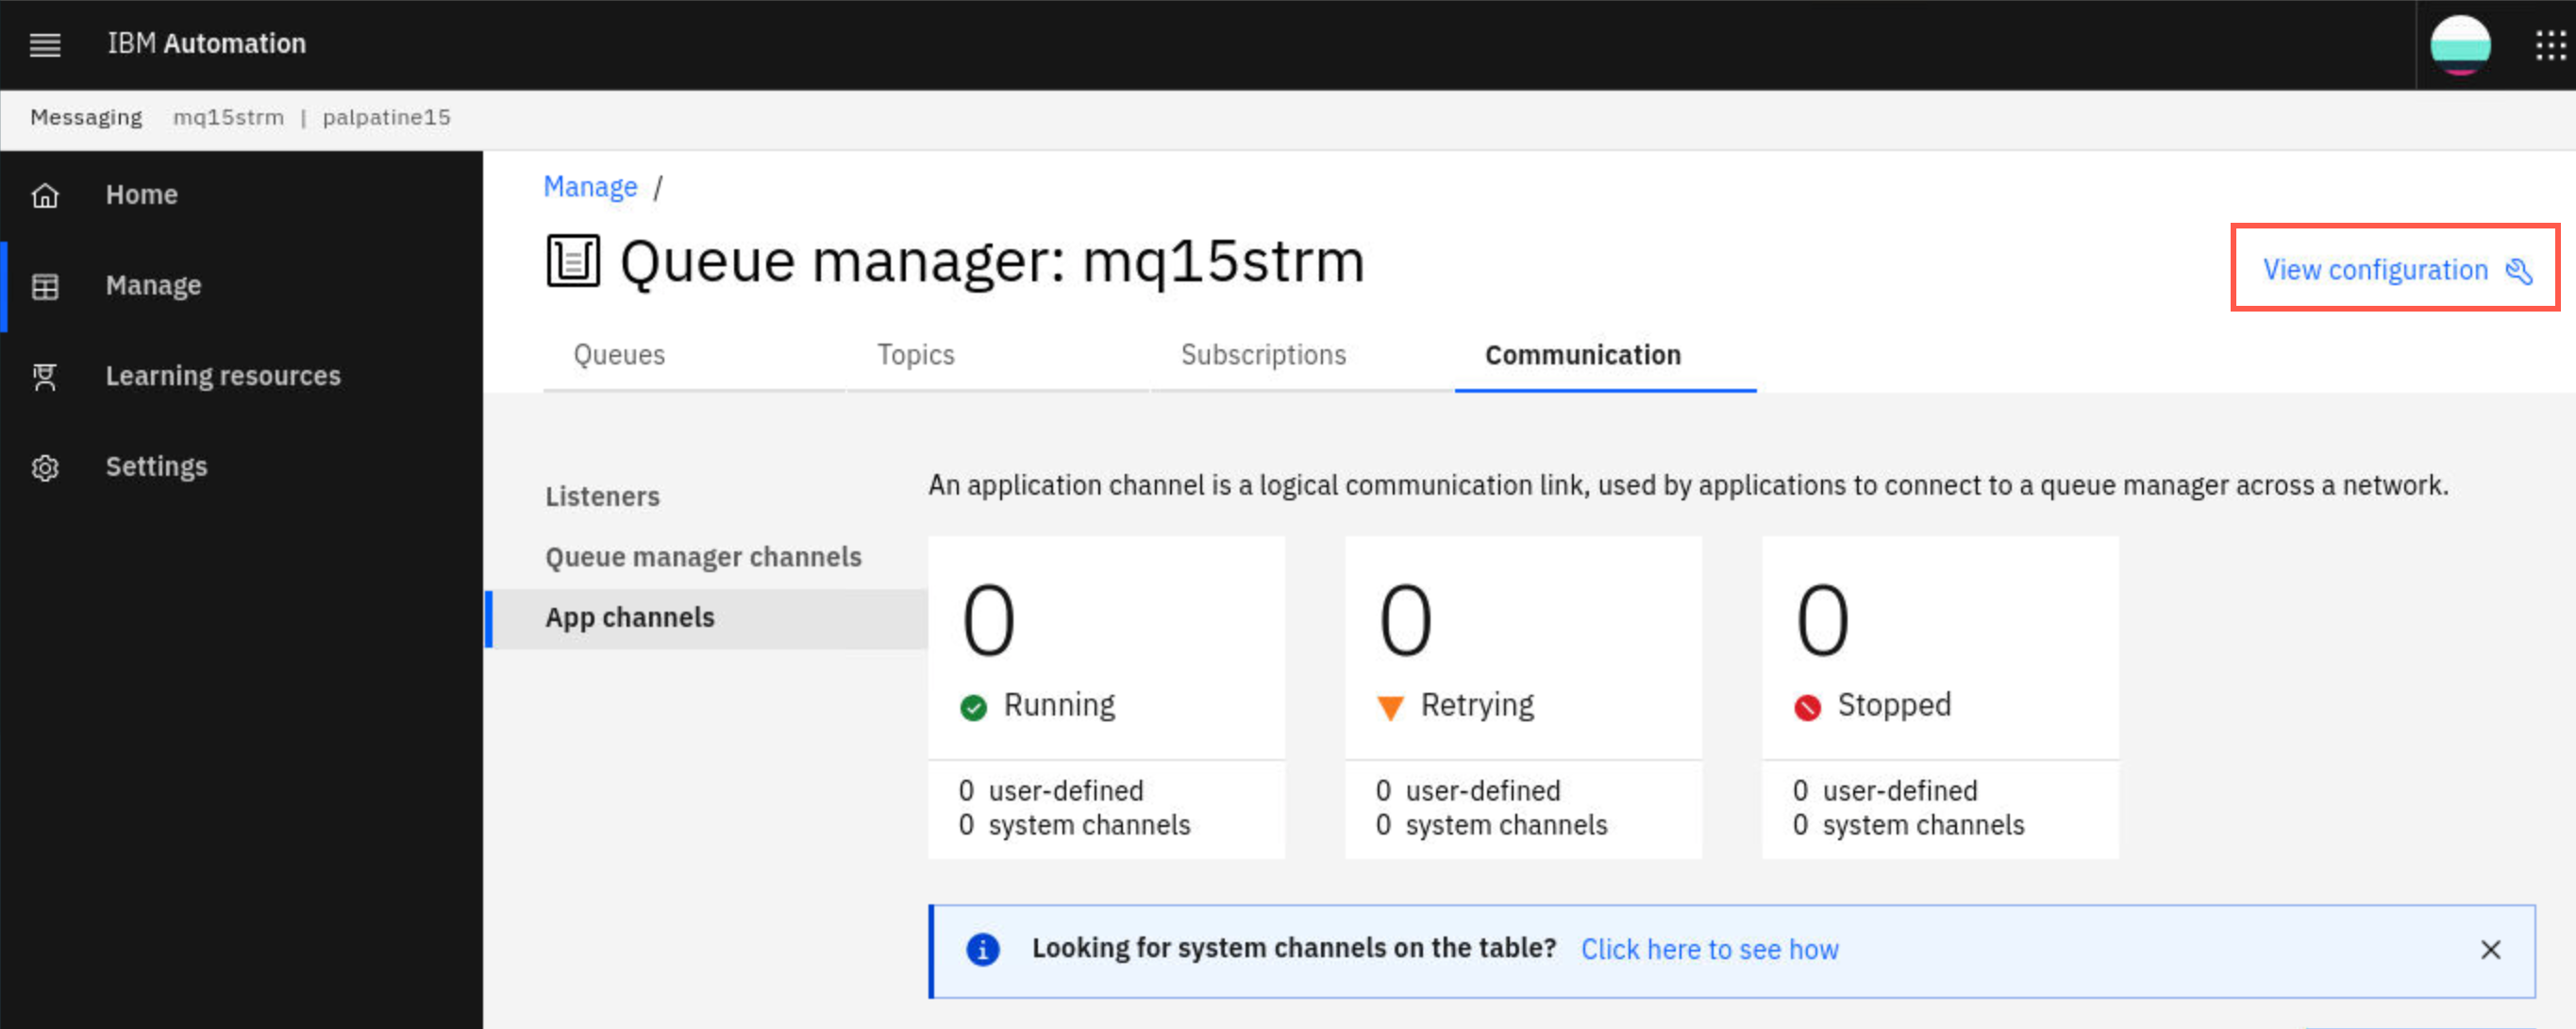 IBM Automation
Messaging mq15strm | palpatine15
Home
Manage
Learning resources
Settings
Manage /
Queue manager: mq15strm
View configuration
Queues Topics Subscriptions Communication
Listeners
Queue manager channels
App channels
An application channel is a logical communication link, used by applications to connect to a queue manager across a network.
0 0 0
Running Retrying Stopped
0 user-defined 0 user-defined 0 user-defined
0 system channels 0 system channels 0 system channels
Looking for system channels on the table? Click here to see how